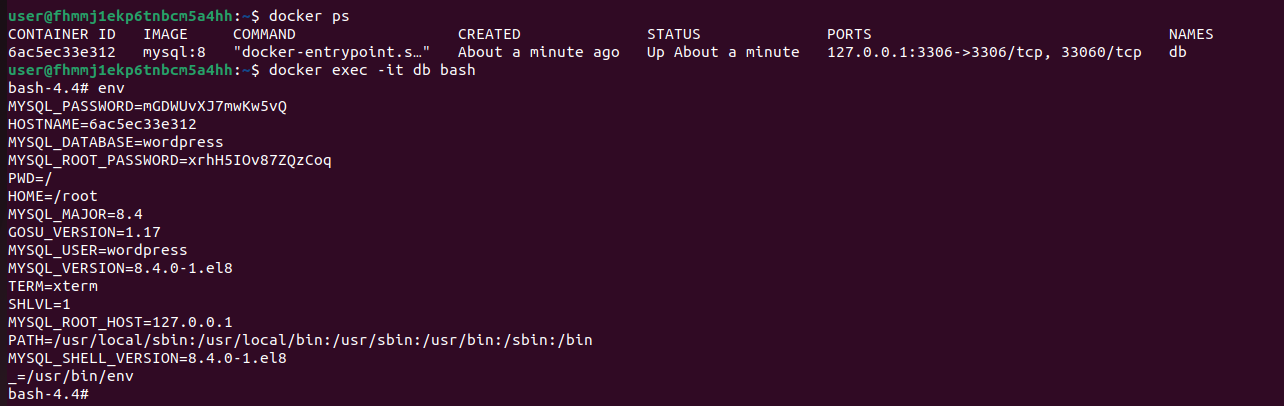 user@fhmmj1ekp6tnbcm5a4hh:~$ docker ps
CONTAINER ID   IMAGE     COMMAND                  CREATED              STATUS              PORTS                                 NAMES
6ac5ec33e312   mysql:8   "docker-entrypoint.s…"   About a minute ago   Up About a minute   127.0.0.1:3306->3306/tcp, 33060/tcp   db
user@fhmmj1ekp6tnbcm5a4hh:~$ docker exec -it db bash
bash-4.4# env
MYSQL_PASSWORD=mGDWUvXJ7mwKw5vQ
HOSTNAME=6ac5ec33e312
MYSQL_DATABASE=wordpress
MYSQL_ROOT_PASSWORD=xrhH5IOv87ZQzCoq
PWD=/
HOME=/root
MYSQL_MAJOR=8.4
GOSU_VERSION=1.17
MYSQL_USER=wordpress
MYSQL_VERSION=8.4.0-1.el8
TERM=xterm
SHLVL=1
MYSQL_ROOT_HOST=127.0.0.1
PATH=/usr/local/sbin:/usr/local/bin:/usr/sbin:/usr/bin:/sbin:/bin
MYSQL_SHELL_VERSION=8.4.0-1.el8
_=/usr/bin/env
bash-4.4#